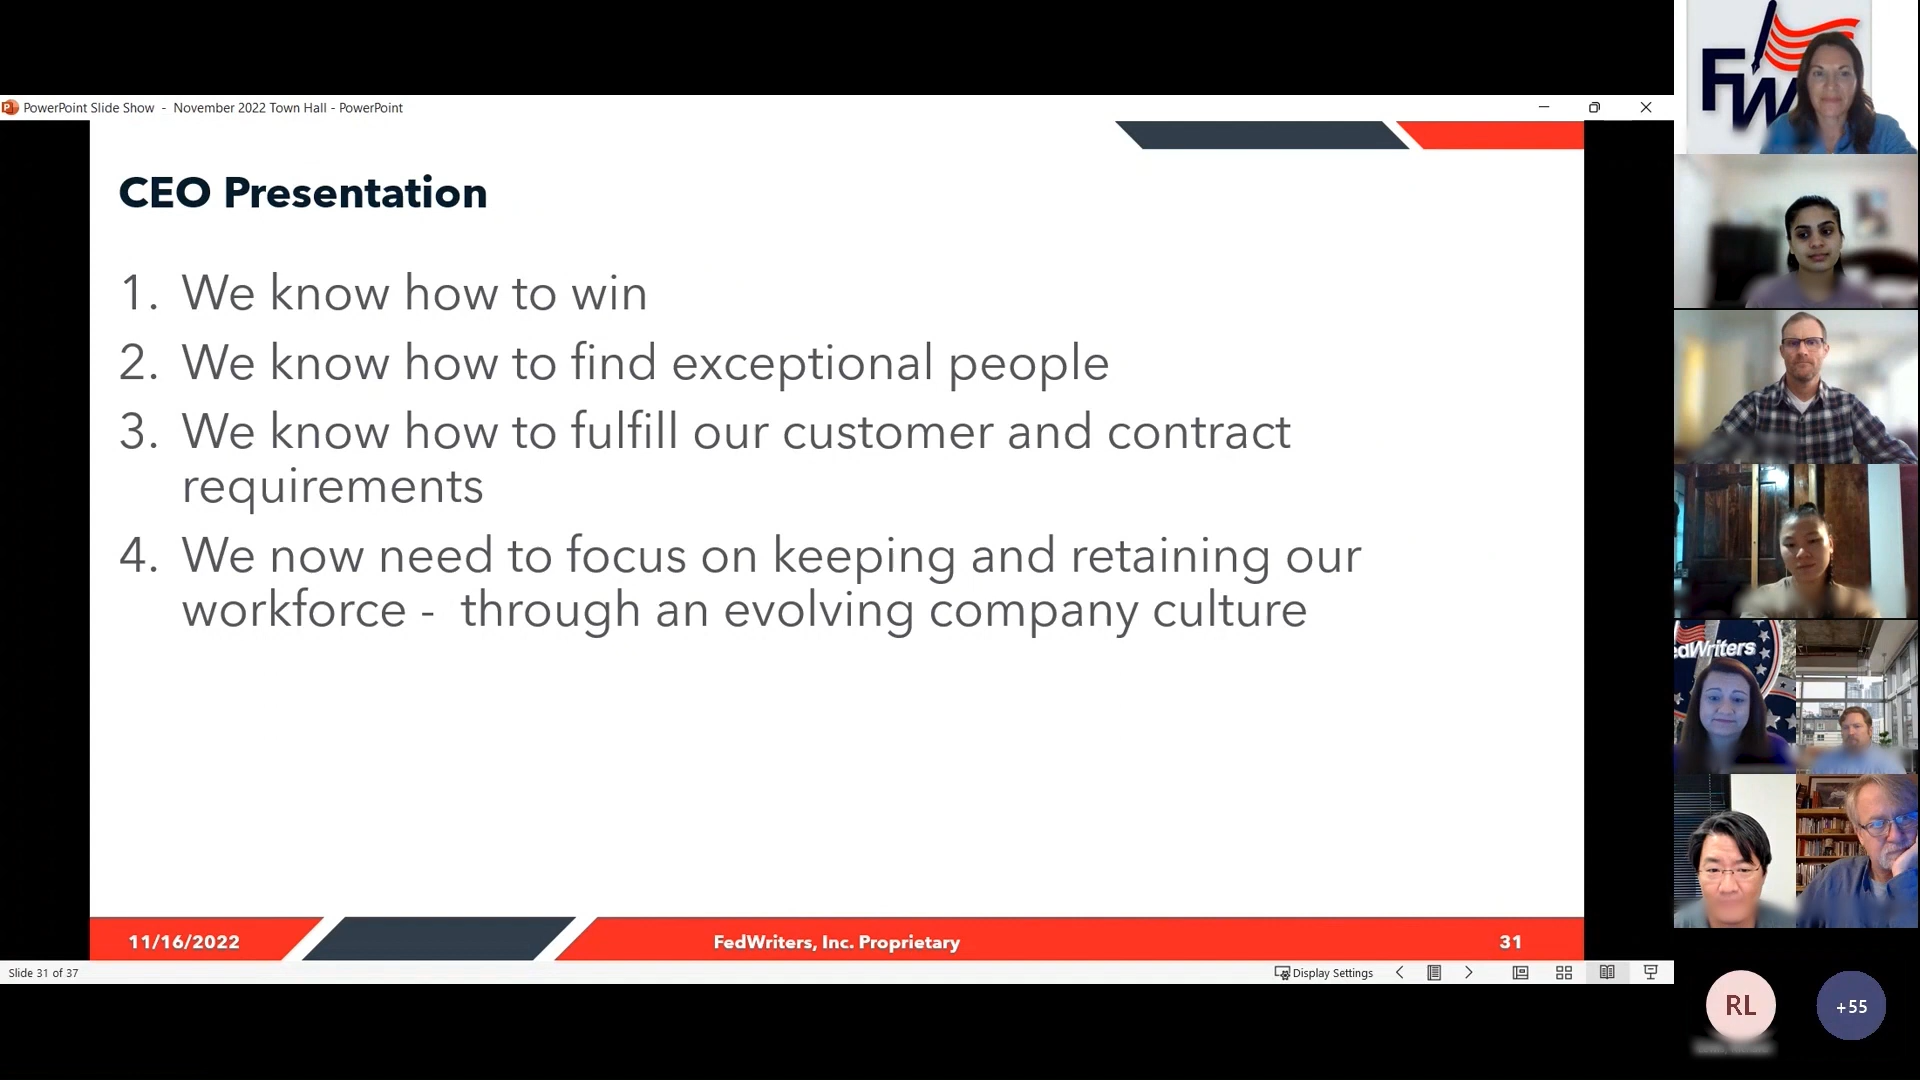 PowerPoint Slide Show - November 2022 Town Hall - PowerPoint
CEO Presentation
1. We know how to win
2. We know how to find exceptional people
3. We know how to fulfill our customer and contract
requirements
4. We now need to focus on keeping and retaining our
workforce - through an evolving company culture
11/16/2022
FedWriters, Inc. Proprietary
31
Slide 31 of 37
Display Settings
FW
edWriters
RL
+55